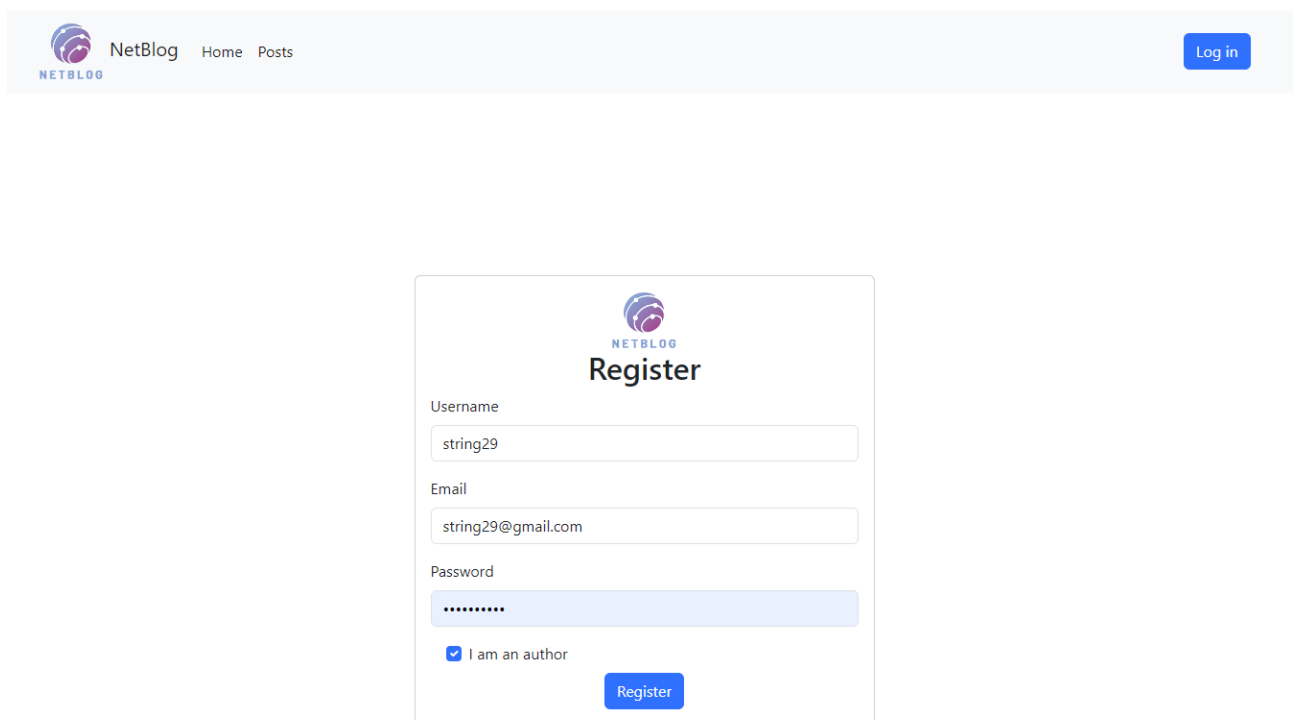 NetBlog Home Posts Log in
NETBLOG
NETBLOG
Register
Username
string29
Email
string29@gmail.com
Password
••••••••••
I am an author
Register